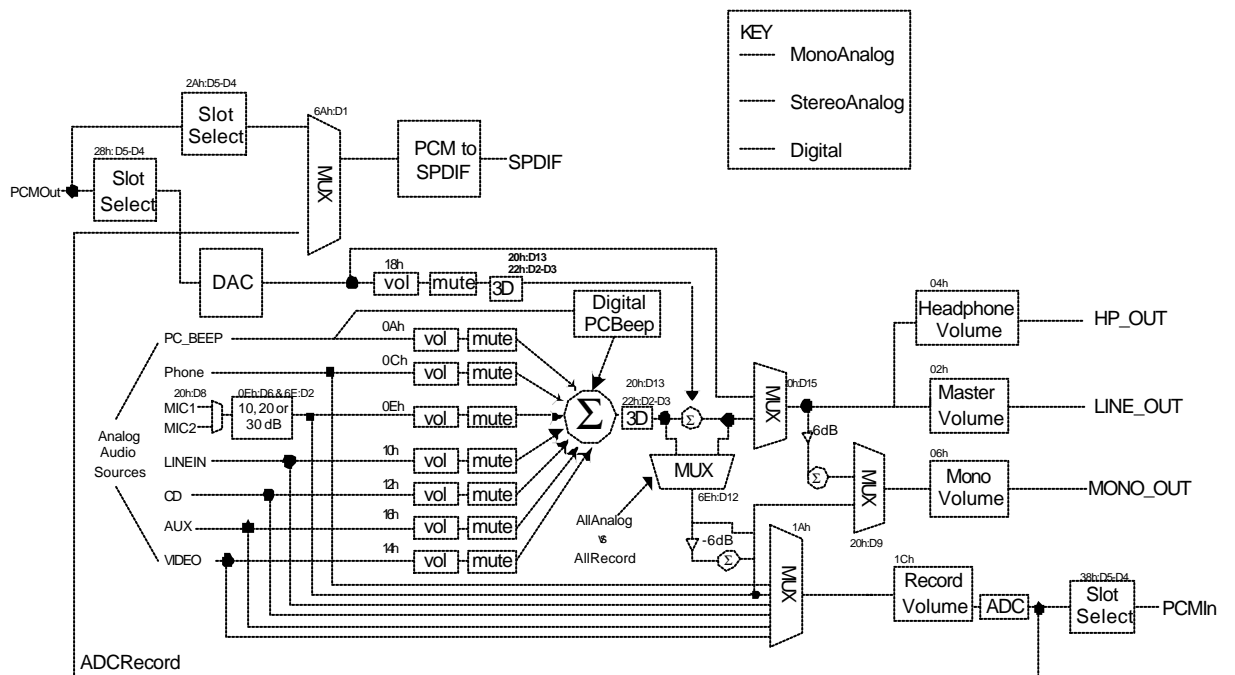 KEY
MonoAnalog
StereoAnalog
Digital
2Ah:D5-D4
Slot
Select
6Ah:D1
MUX
PCM to
SPDIF
SPDIF
28h: D5-D4
Slot
Select
PCMOut
DAC
18h
vol
mute
20h:D13
22h:D2-D3
3D
Digital
PCBeep
04h
Headphone
Volume
HP_OUT
PC_BEEP
0Ah
vol
mute
Phone
0Ch
vol
mute
20h:D8
0Eh:D6 & 6E:D2
MIC1
MIC2
10, 20 or
30 dB
0Eh
vol
mute
Σ
20h:D13
22h:D2-D3
3D
Σ
MUX
0h:D15
02h
Master
Volume
LINE_OUT
Analog
Audio
Sources
LINEIN
10h
vol
mute
MUX
6Eh:D12
-6dB
Σ
MUX
20h:D9
06h
Mono
Volume
MONO_OUT
CD
12h
vol
mute
AUX
16h
vol
mute
AllAnalog
vs
AllRecord
-6dB
Σ
1Ah
MUX
VIDEO
14h
vol
mute
1Ch
Record
Volume
ADC
38h:D5-D4
Slot
Select
PCMIn
ADCRecord